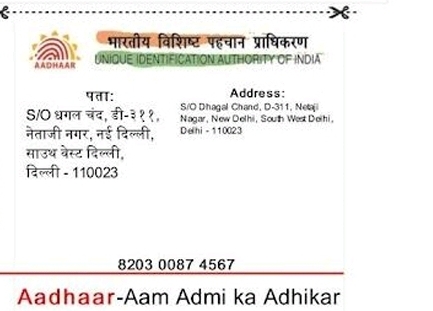 भारतीय विशिष्ट पहचान प्राधिकरण
AADHAAR
UNIQUE IDENTIFICATION AUTHORITY OF INDIA
पता:
S/O धगल चंद, डी-३११,
नेताजी नगर, नई दिल्ली,
साउथ वेस्ट दिल्ली,
दिल्ली - 110023
Address:
S/O Dhagal Chand, D-311, Netaji
Nagar, New Delhi, South West Delhi,
Delhi - 110023
8203 0087 4567
Aadhaar-Aam Admi ka Adhikar